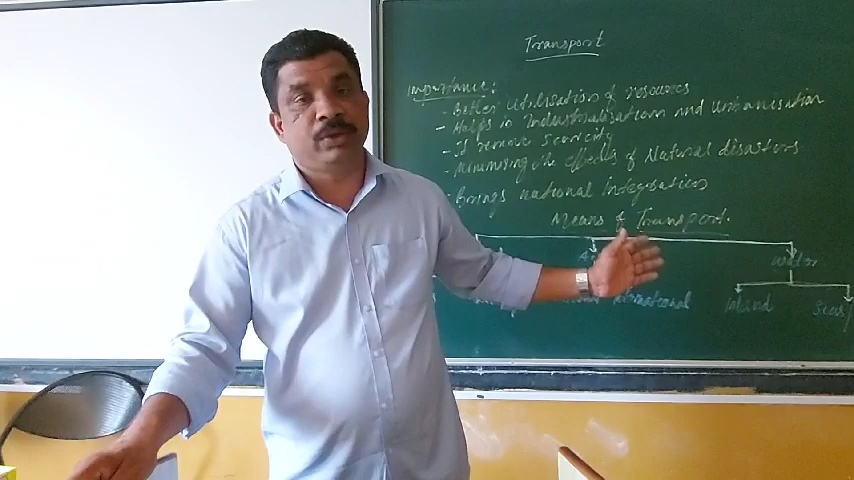 Transport
Importance:
- Better utilisation of resources
- Helps in Industrialisation and urbanisation
- It remove Scarcity
- Minimising the effects of Natural disasters
- Brings national integration
Means of Transport.
water
Inland